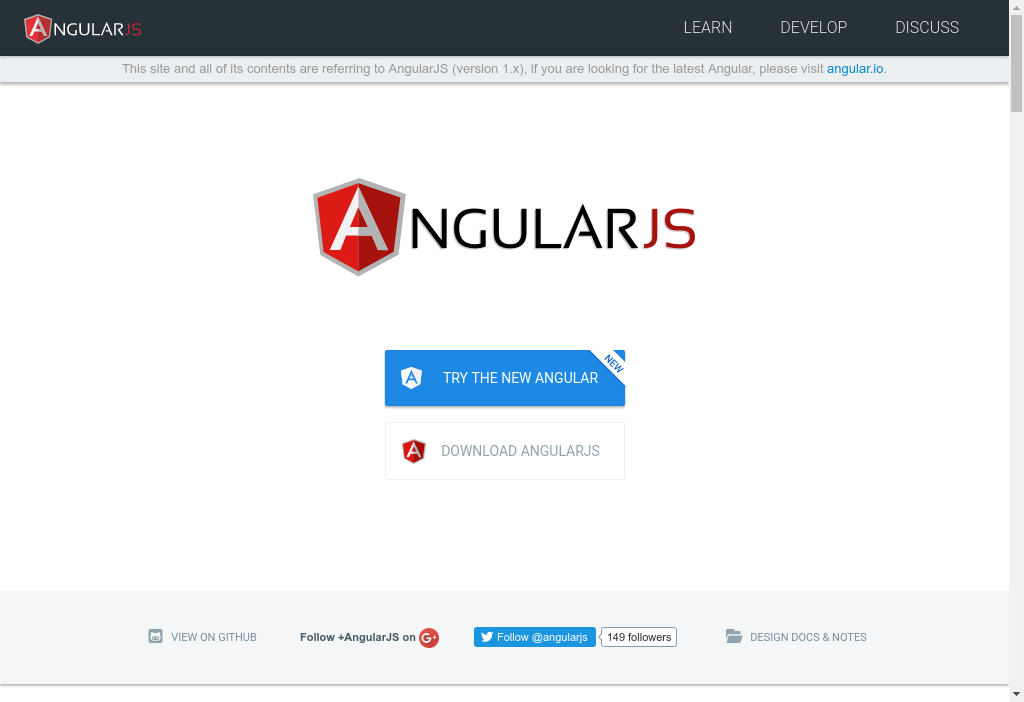 ANGULARJS
LEARN DEVELOP DISCUSS
This site and all of its contents are referring to AngularJS (version 1.x), if you are looking for the latest Angular, please visit angular.io.
ANGULARJS
TRY THE NEW ANGULAR NEW
DOWNLOAD ANGULARJS
VIEW ON GITHUB Follow +AngularJS on G+ Follow @angularjs 149 followers DESIGN DOCS & NOTES